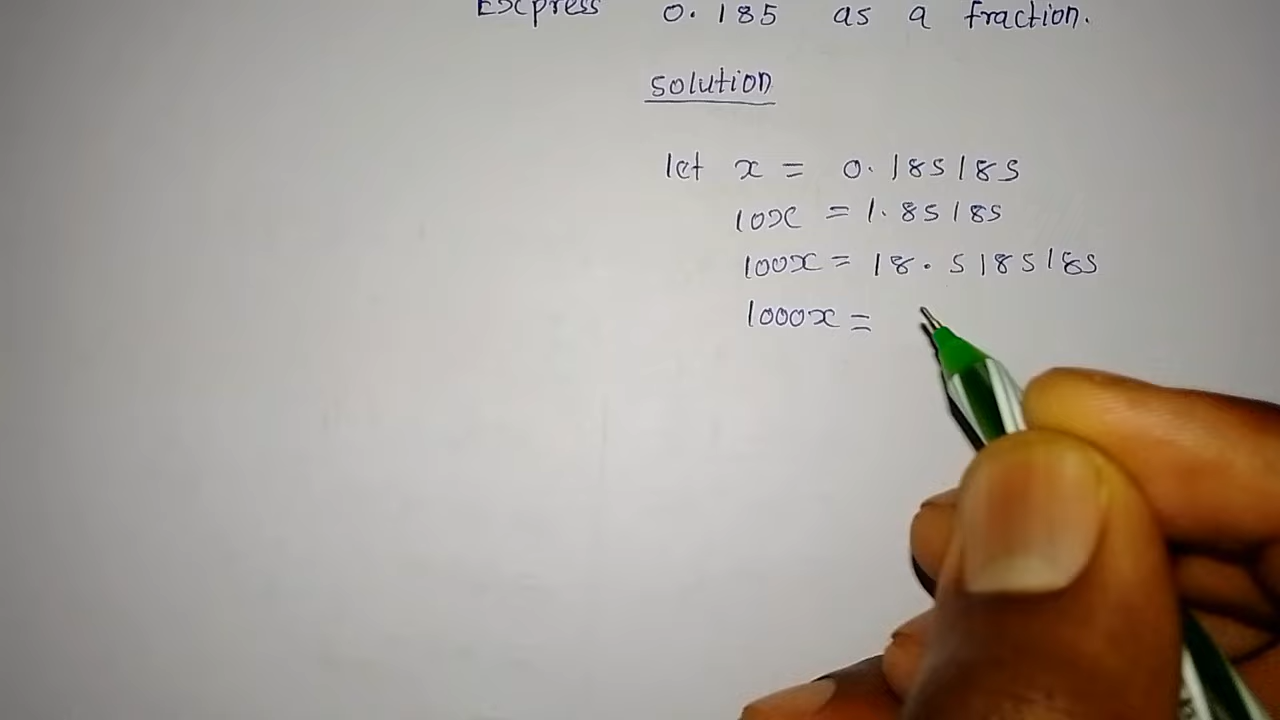 Express 0.185 as a fraction.
Solution
let x = 0.185185
10x = 1.85185
100x = 18.5185185
1000x =